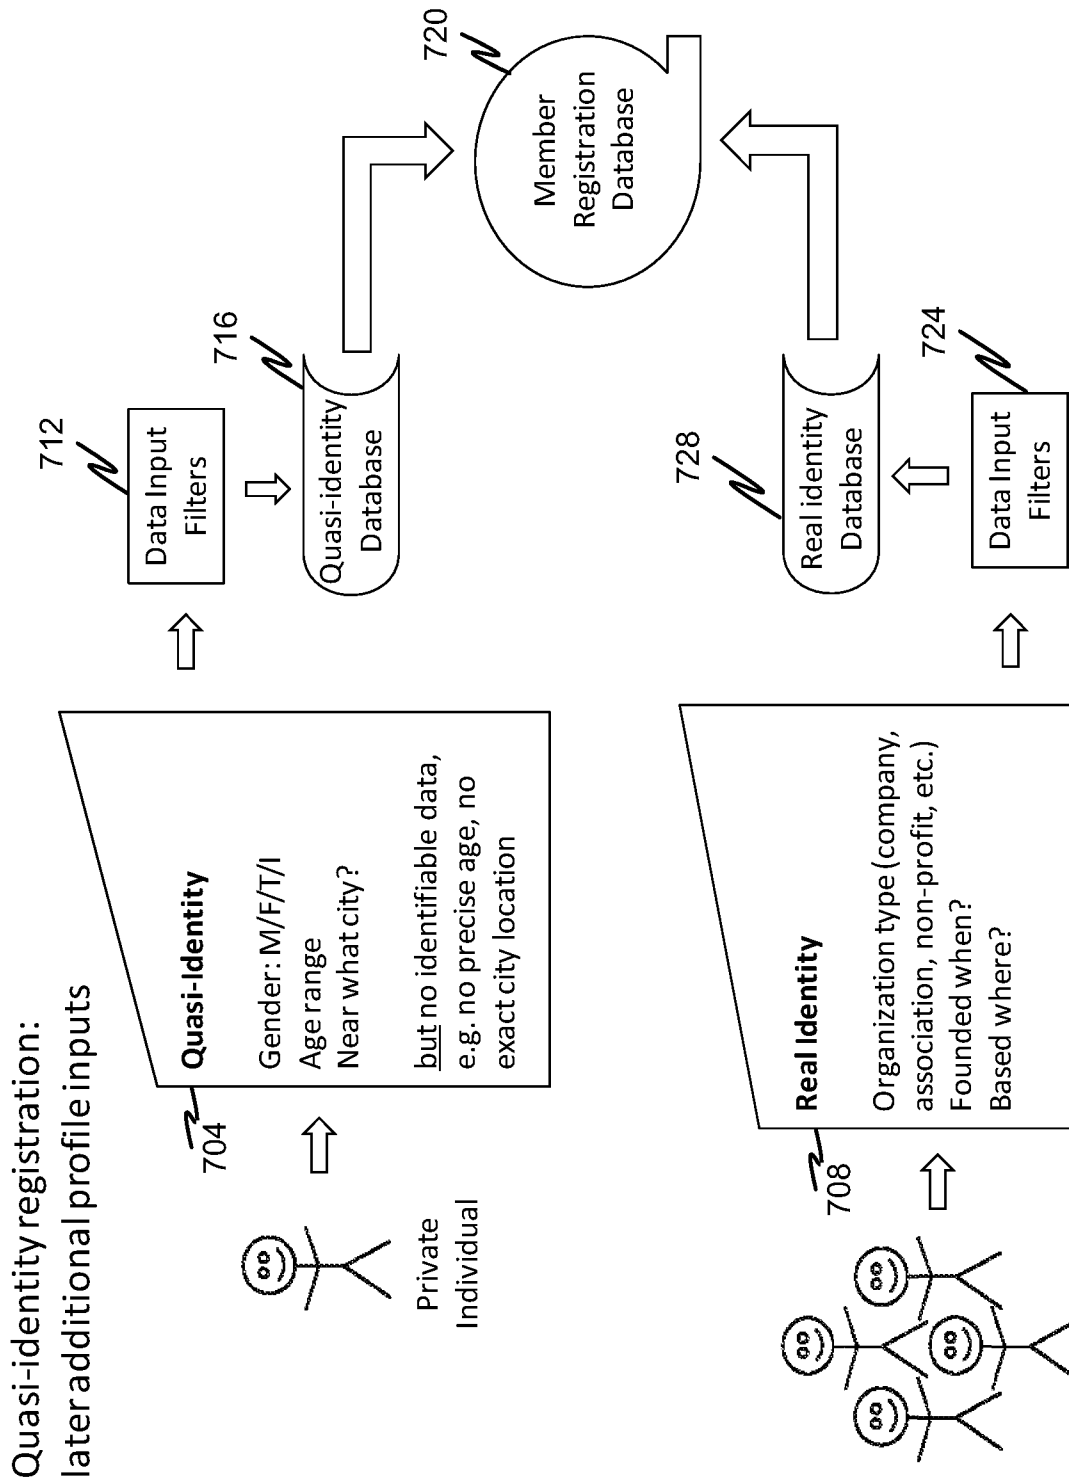 Quasi-identity registration:
later additional profile inputs
Private
Individual
704
Quasi-Identity
Gender: M/F/T/I
Age range
Near what city?
but no identifiable data,
e.g. no precise age, no
exact city location
712
Data Input
Filters
716
Quasi-identity
Database
720
Member
Registration
Database
708
Real Identity
Organization type (company,
association, non-profit, etc.)
Founded when?
Based where?
728
Real identity
Database
724
Data Input
Filters